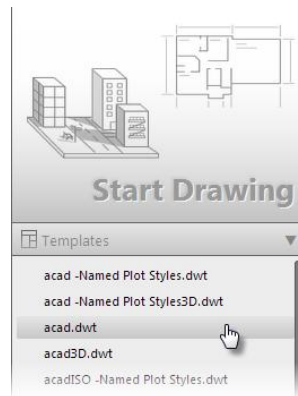 Start Drawing
Templates
acad -Named Plot Styles.dwt
acad -Named Plot Styles3D.dwt
acad.dwt
acad3D.dwt
acadISO -Named Plot Styles.dwt